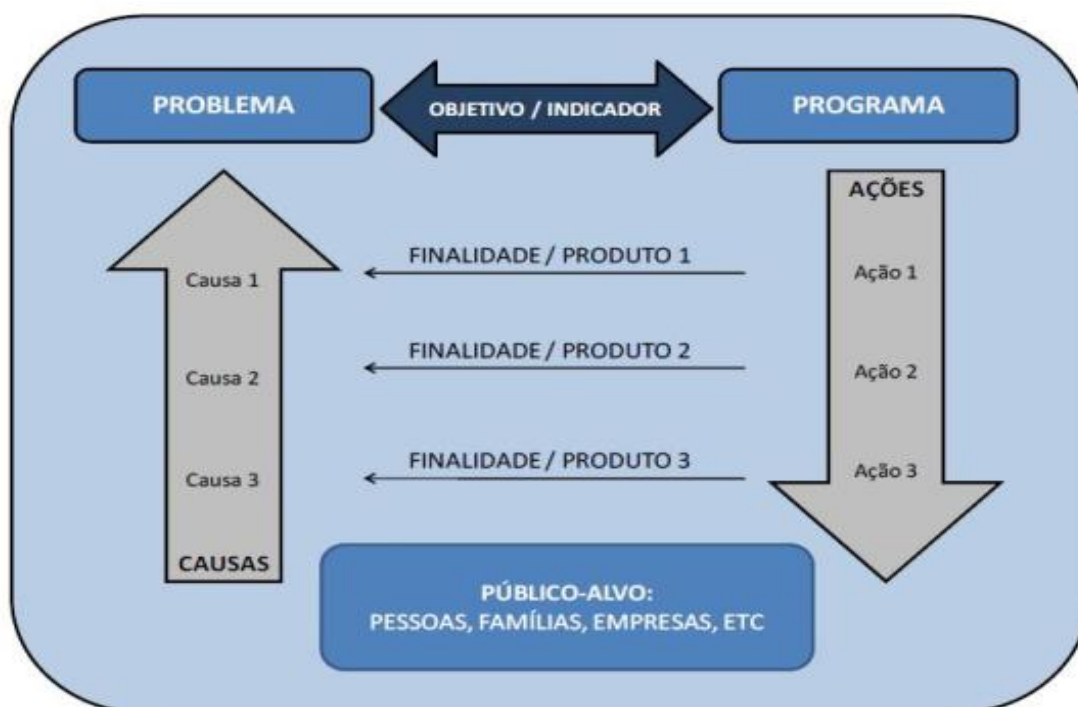 PROBLEMA
OBJETIVO / INDICADOR
PROGRAMA
AÇÕES
FINALIDADE / PRODUTO 1
Causa 1
Ação 1
FINALIDADE / PRODUTO 2
Causa 2
Ação 2
FINALIDADE / PRODUTO 3
Causa 3
Ação 3
CAUSAS
PÚBLICO-ALVO:
PESSOAS, FAMÍLIAS, EMPRESAS, ETC